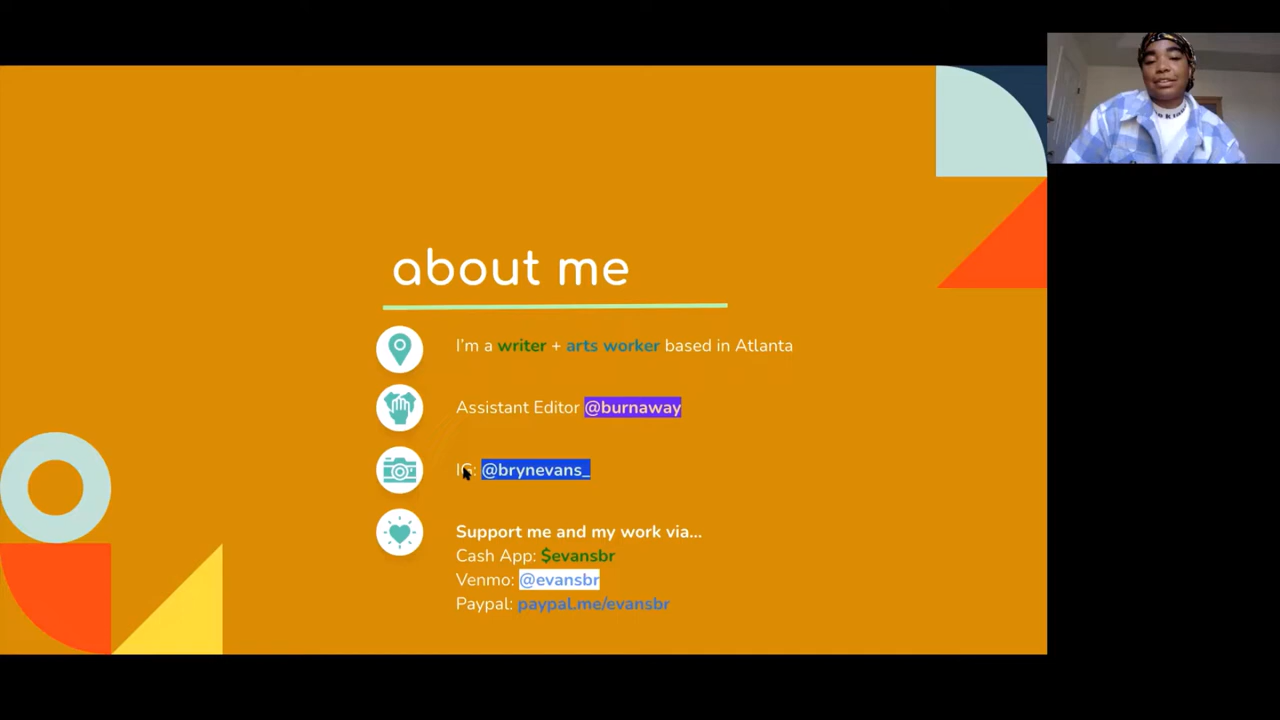 about me
I'm a writer + arts worker based in Atlanta
Assistant Editor @burnaway
IG: @brynevans_
Support me and my work via...
Cash App: $evansbr
Venmo: @evansbr
Paypal: paypal.me/evansbr